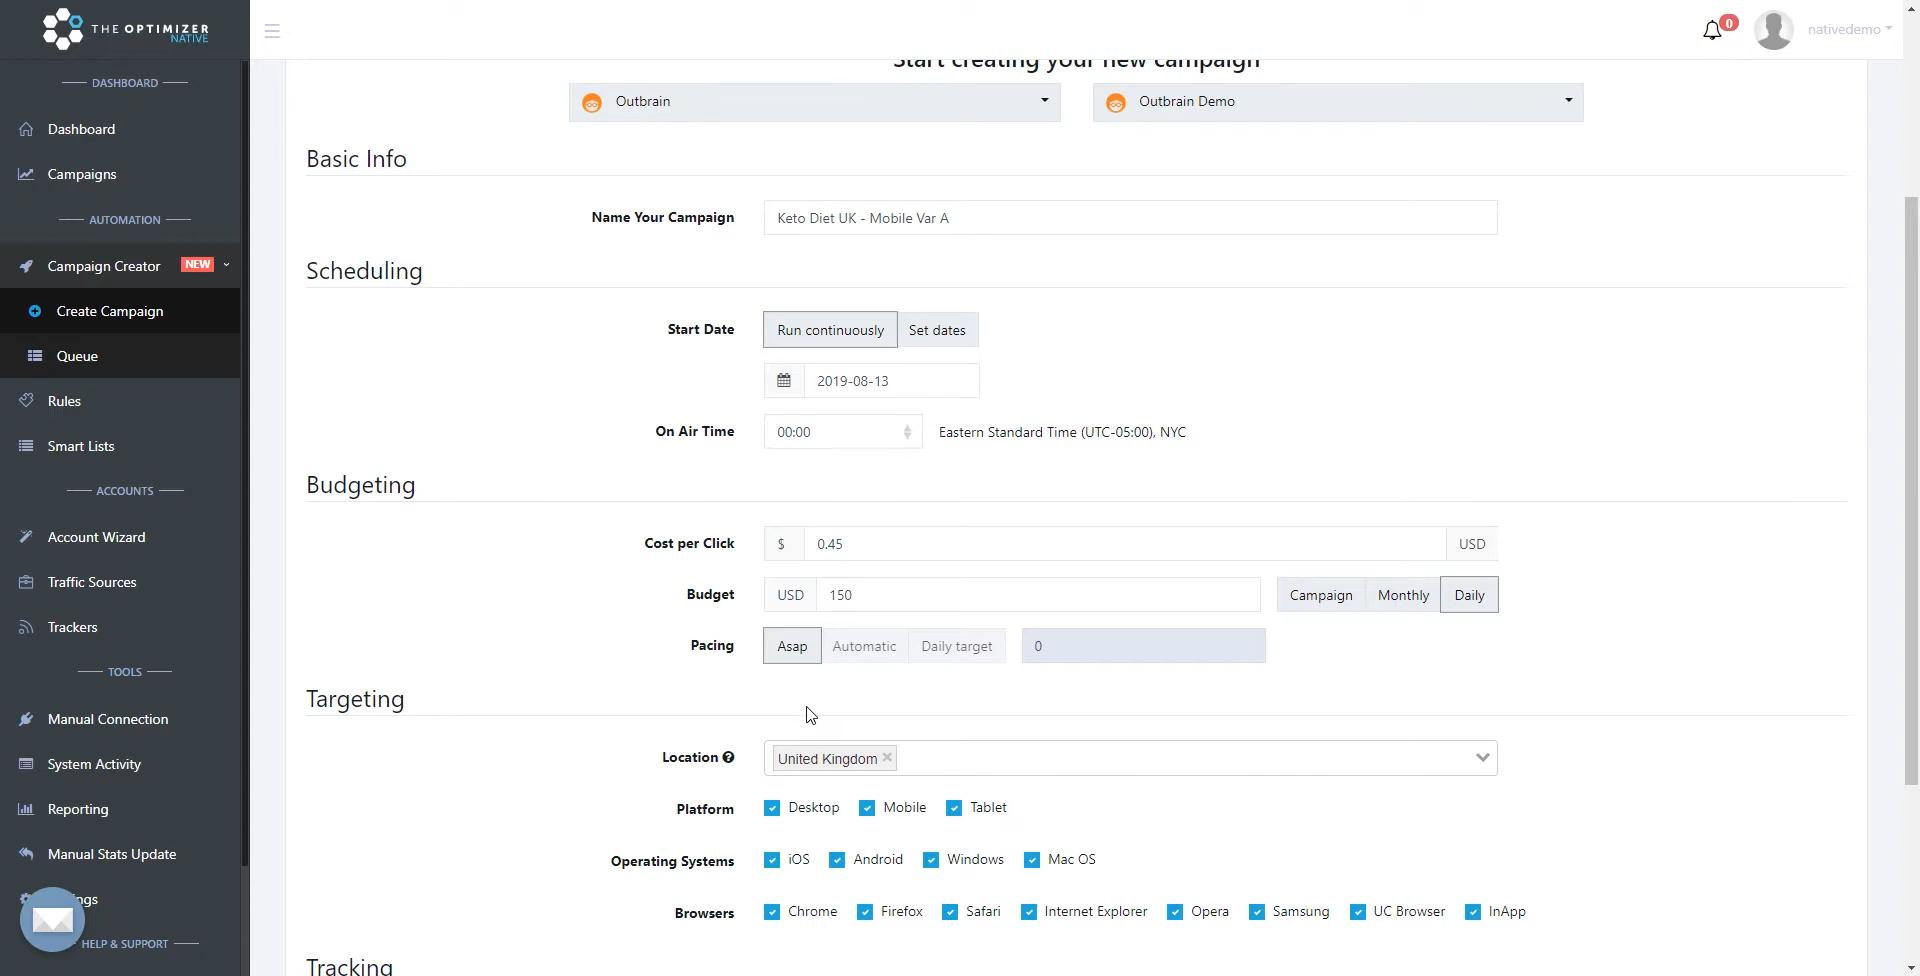 THE OPTIMIZER
NATIVE
0
nativedemo
DASHBOARD
Dashboard
Campaigns
AUTOMATION
Campaign Creator NEW
Create Campaign
Queue
Rules
Smart Lists
ACCOUNTS
Account Wizard
Traffic Sources
Trackers
TOOLS
Manual Connection
System Activity
Reporting
Manual Stats Update
ngs
HELP & SUPPORT
Start creating your new campaign
Outbrain Outbrain Demo
Basic Info
Name Your Campaign Keto Diet UK - Mobile Var A
Scheduling
Start Date Run continuously Set dates
2019-08-13
On Air Time 00:00 Eastern Standard Time (UTC-05:00), NYC
Budgeting
Cost per Click $ 0.45 USD
Budget USD 150 Campaign Monthly Daily
Pacing Asap Automatic Daily target 0
Targeting
Location United Kingdom
Platform Desktop Mobile Tablet
Operating Systems iOS Android Windows Mac OS
Browsers Chrome Firefox Safari Internet Explorer Opera Samsung UC Browser InApp
Tracking